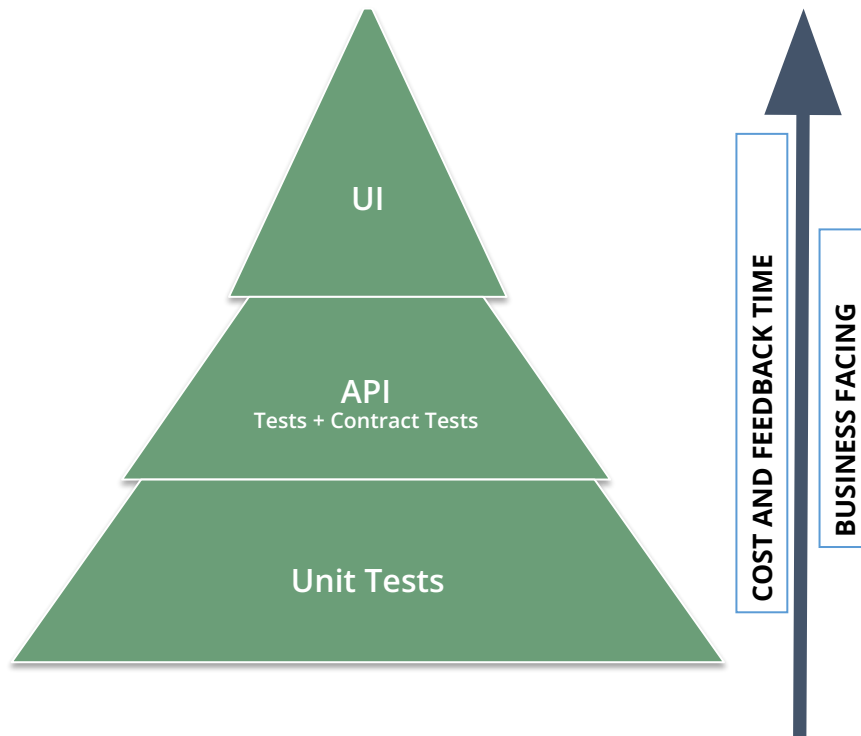 UI
API
Tests + Contract Tests
Unit Tests
COST AND FEEDBACK TIME
BUSINESS FACING